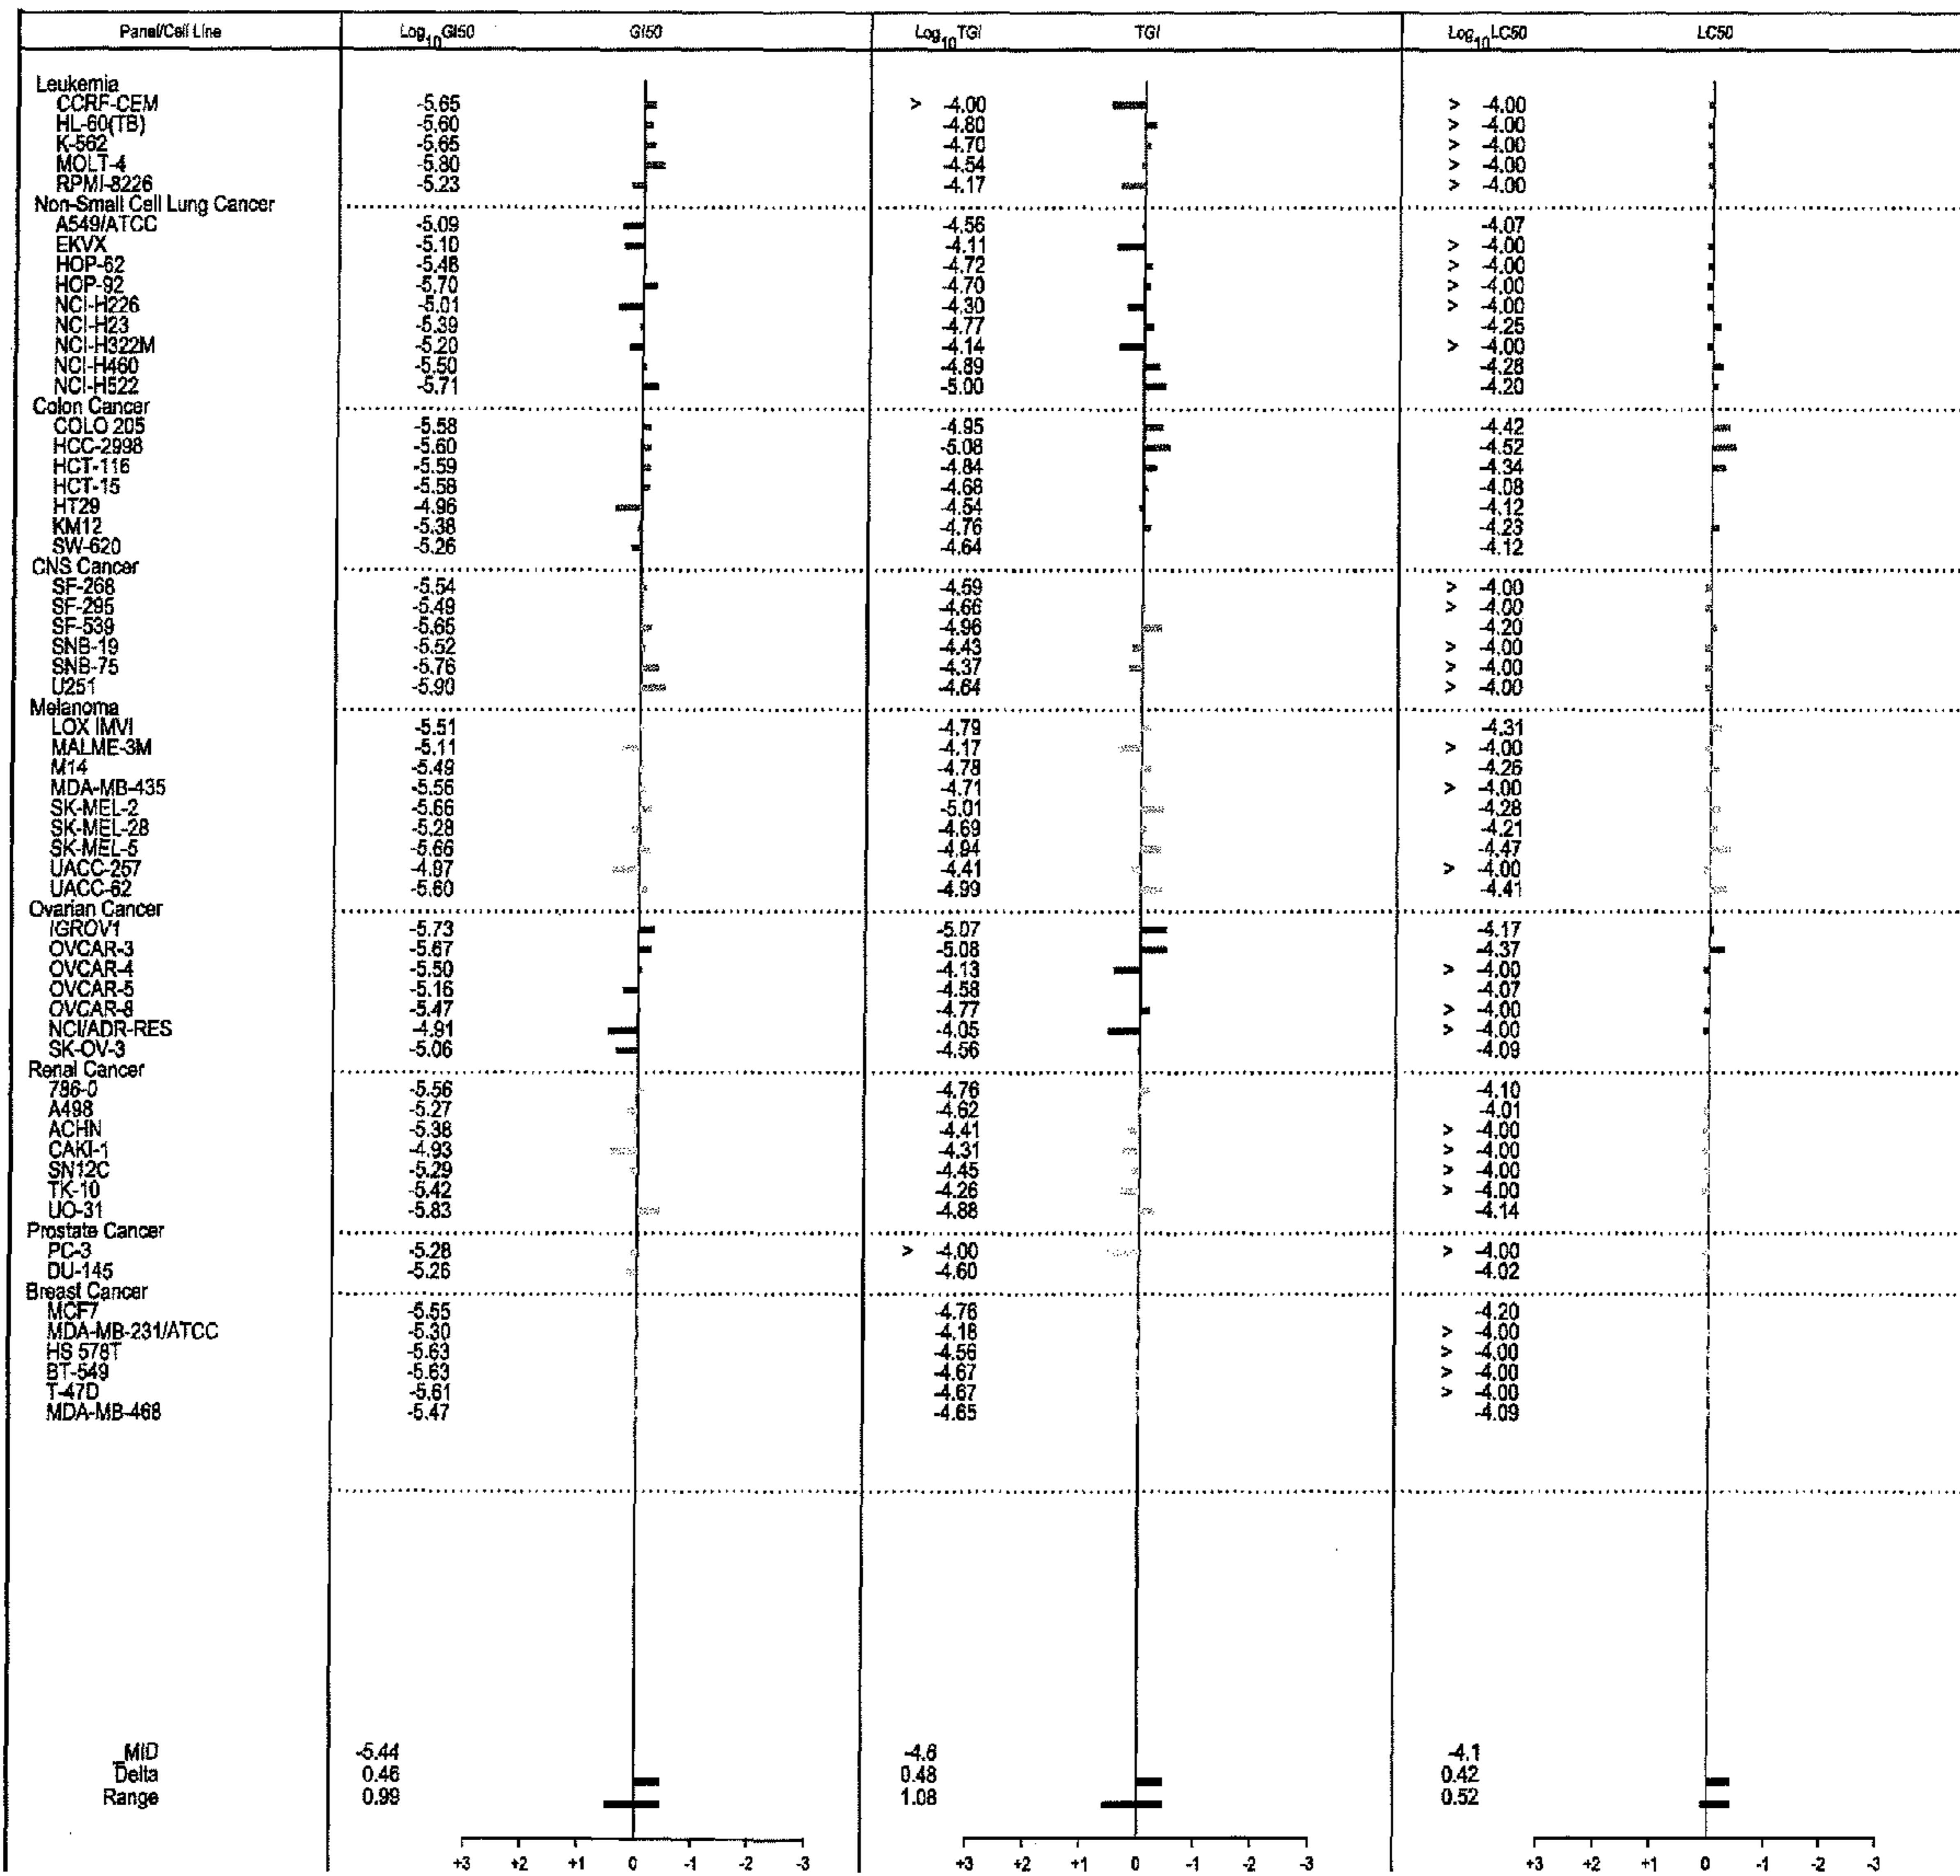 Panel/Cell Line Log10GI50 GI50 Log10TGI TGI Log10LC50 LC50
Leukemia
CCRF-CEM -5.65 > -4.00 > -4.00
HL-60(TB) -5.60 -4.80 > -4.00
K-562 -5.65 -4.70 > -4.00
MOLT-4 -5.80 -4.54 > -4.00
RPMI-8226 -5.23 -4.17 > -4.00
Non-Small Cell Lung Cancer
A549/ATCC -5.09 -4.56 -4.07
EKVX -5.10 -4.11 > -4.00
HOP-62 -5.46 -4.72 > -4.00
HOP-92 -5.70 -4.70 > -4.00
NCI-H226 -5.01 -4.30 > -4.00
NCI-H23 -5.39 -4.77 -4.25
NCI-H322M -5.20 -4.14 > -4.00
NCI-H460 -5.50 -4.89 -4.28
NCI-H522 -5.71 -5.00 -4.20
Colon Cancer
COLO 205 -5.58 -4.95 -4.42
HCC-2998 -5.60 -5.08 -4.52
HCT-116 -5.59 -4.84 -4.34
HCT-15 -5.58 -4.68 -4.08
HT29 -4.96 -4.54 -4.12
KM12 -5.38 -4.76 -4.23
SW-620 -5.26 -4.64 -4.12
CNS Cancer
SF-268 -5.54 -4.59 > -4.00
SF-295 -5.49 -4.66 > -4.00
SF-539 -5.65 -4.96 -4.20
SNB-19 -5.52 -4.43 > -4.00
SNB-75 -5.76 -4.37 > -4.00
U251 -5.90 -4.64 > -4.00
Melanoma
LOX IMVI -5.51 -4.79 -4.31
MALME-3M -5.11 -4.17 > -4.00
M14 -5.49 -4.78 -4.26
MDA-MB-435 -5.56 -4.71 > -4.00
SK-MEL-2 -5.66 -5.01 -4.28
SK-MEL-28 -5.28 -4.69 -4.21
SK-MEL-5 -5.66 -4.94 -4.47
UACC-257 -4.97 -4.41 > -4.00
UACC-62 -5.60 -4.99 -4.41
Ovarian Cancer
IGROV1 -5.73 -5.07 -4.17
OVCAR-3 -5.67 -5.08 -4.37
OVCAR-4 -5.50 -4.13 > -4.00
OVCAR-5 -5.16 -4.58 -4.07
OVCAR-8 -5.47 -4.77 > -4.00
NCI/ADR-RES -4.91 -4.05 > -4.00
SK-OV-3 -5.06 -4.56 -4.09
Renal Cancer
786-0 -5.56 -4.76 -4.10
A498 -5.27 -4.62 -4.01
ACHN -5.38 -4.41 > -4.00
CAKI-1 -4.93 -4.31 > -4.00
SN12C -5.29 -4.45 > -4.00
TK-10 -5.42 -4.26 > -4.00
UO-31 -5.83 -4.88 -4.14
Prostate Cancer
PC-3 -5.28 > -4.00 > -4.00
DU-145 -5.26 -4.60 -4.02
Breast Cancer
MCF7 -5.55 -4.76 -4.20
MDA-MB-231/ATCC -5.30 -4.18 > -4.00
HS 578T -5.63 -4.56 > -4.00
BT-549 -5.63 -4.67 > -4.00
T-47D -5.61 -4.67 > -4.00
MDA-MB-468 -5.47 -4.65 -4.09
MID -5.44 -4.6 -4.1
Delta 0.46 0.48 0.42
Range 0.99 1.08 0.52
+3 +2 +1 0 -1 -2 -3 +3 +2 +1 0 -1 -2 -3 +3 +2 +1 0 -1 -2 -3